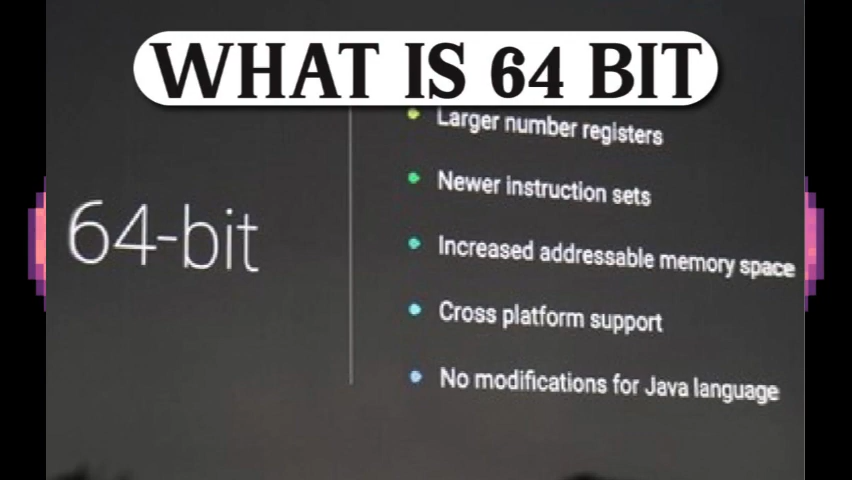 WHAT IS 64 BIT
64-bit
Larger number registers
Newer instruction sets
Increased addressable memory space
Cross platform support
No modifications for Java language